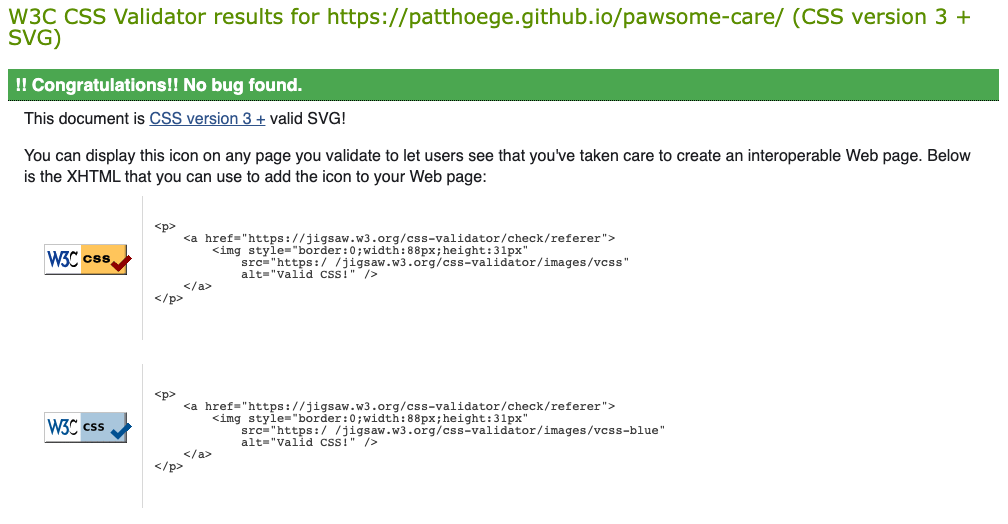 W3C CSS Validator results for https://patthoege.github.io/pawsome-care/ (CSS version 3 +
SVG)
!! Congratulations!! No bug found.
This document is CSS version 3 + valid SVG!
You can display this icon on any page you validate to let users see that you've taken care to create an interoperable Web page. Below
is the XHTML that you can use to add the icon to your Web page:
W3C css
<p>
    <a href="https://jigsaw.w3.org/css-validator/check/referer">
        <img style="border:0;width:88px;height:31px"
            src="https:/ /jigsaw.w3.org/css-validator/images/vcss"
            alt="Valid CSS!" />
    </a>
</p>
W3C css
<p>
    <a href="https://jigsaw.w3.org/css-validator/check/referer">
        <img style="border:0;width:88px;height:31px"
            src="https:/ /jigsaw.w3.org/css-validator/images/vcss-blue"
            alt="Valid CSS!" />
    </a>
</p>